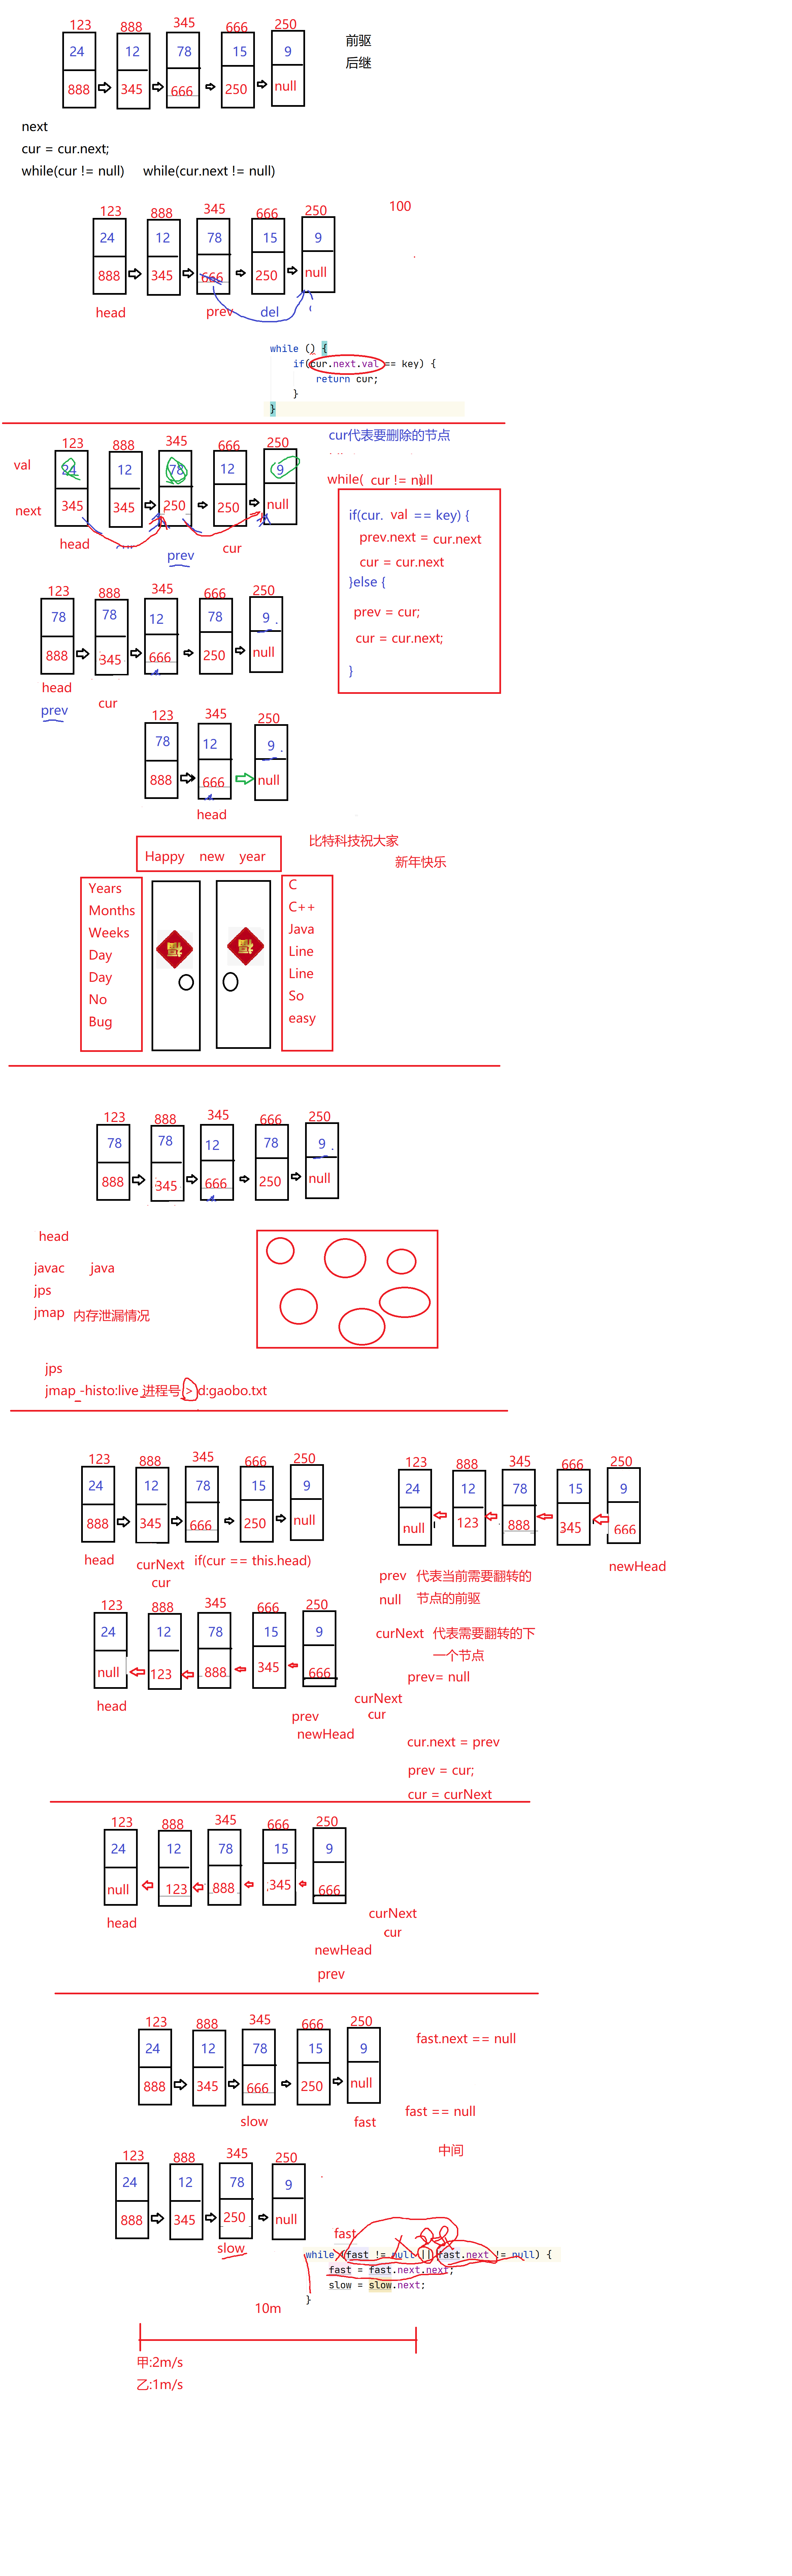 123 888 345 666 250
24 12 78 15 9
888 345 666 250 null
前驱
后继
next
cur = cur.next;
while(cur != null) while(cur.next != null)
123 888 345 666 250
24 12 78 15 9
888 345 666 250 null
100
head prev del
while () {
if(cur.next.val == key) {
return cur;
}
}
cur代表要删除的节点
123 888 345 666 250
val 24 12 78 12 9
next 345 345 250 250 null
head prev cur
while( cur != null)
if(cur. val == key) {
prev.next = cur.next
cur = cur.next
}else {
prev = cur;
cur = cur.next;
}
123 888 345 666 250
78 78 12 78 9
888 345 666 250 null
head
prev cur
123 345 250
78 12 9
888 666 null
head
比特科技祝大家
新年快乐
Happy new year
Years
Months
Weeks
Day
Day
No
Bug
福 福
C
C++
Java
Line
Line
So
easy
123 888 345 666 250
78 78 12 78 9
888 345 666 250 null
head
javac java
jps
jmap 内存泄漏情况
jps
jmap -histo:live 进程号 > d:gaobo.txt
123 888 345 666 250
24 12 78 15 9
888 345 666 250 null
head curNext if(cur == this.head)
cur
123 888 345 666 250
24 12 78 15 9
null 123 888 345 666
newHead
prev 代表当前需要翻转的
null 节点的前驱
curNext 代表需要翻转的下
一个节点
prev= null
123 888 345 666 250
24 12 78 15 9
null 123 888 345 666
head prev curNext
newHead cur
cur.next = prev
prev = cur;
cur = curNext
123 888 345 666 250
24 12 78 15 9
null 123 888 345 666
head curNext
cur
newHead
prev
123 888 345 666 250
24 12 78 15 9
888 345 666 250 null
slow fast
fast.next == null
fast == null
中间
123 888 345 250
24 12 78 9
888 345 250 null
slow fast
while (fast != null || fast.next != null) {
fast = fast.next.next;
slow = slow.next;
}
10m
甲:2m/s
乙:1m/s